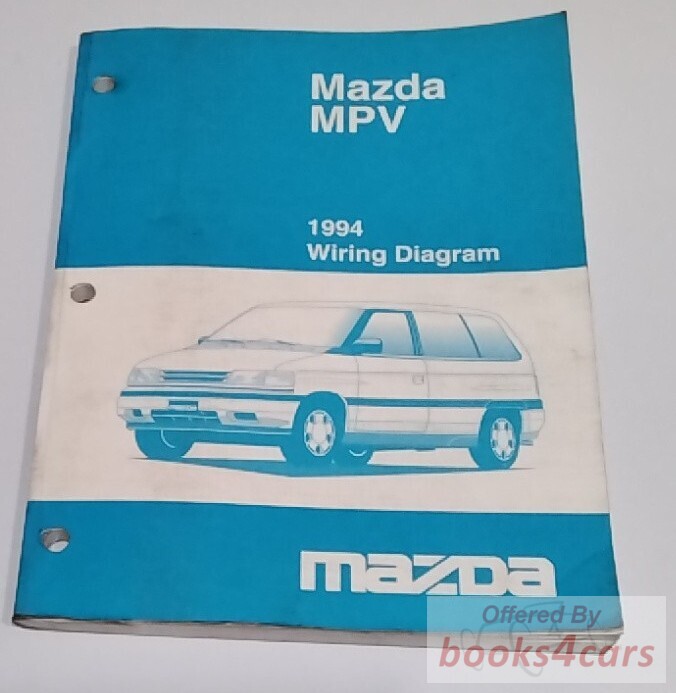 Mazda
MPV
1994
Wiring Diagram
mazda
Offered By
books4cars